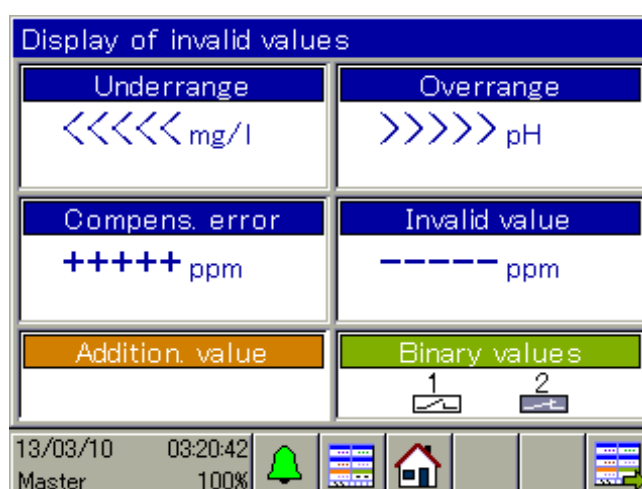 Display of invalid values
Underrange
Overrange
<<<<< mg/l
>>>>> pH
Compens. error
Invalid value
+++++ ppm
----- ppm
Addition. value
Binary values
1
2
13/03/10 03:20:42
Master 100%